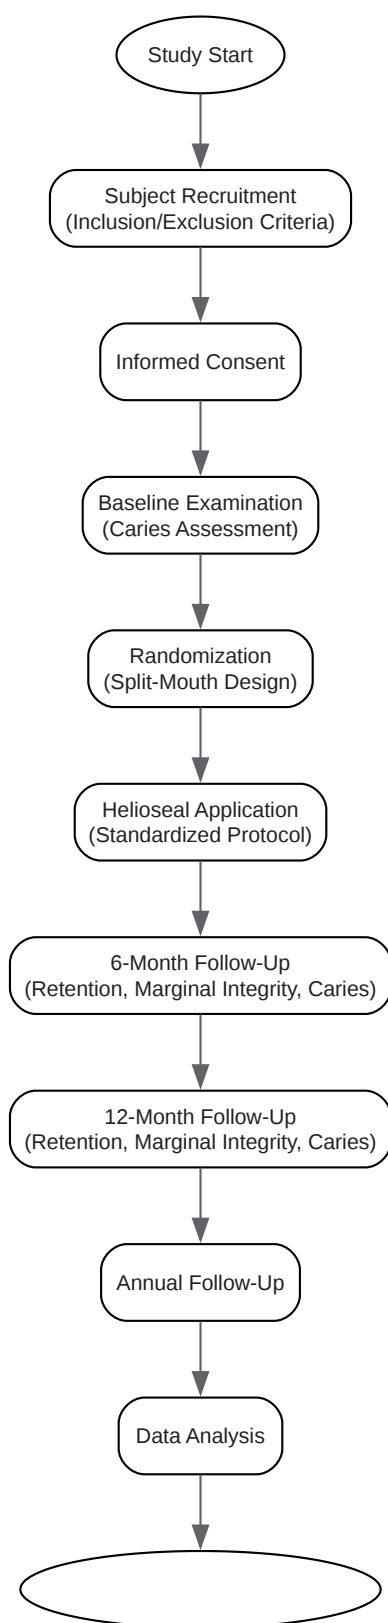 Study Start
Subject Recruitment
(Inclusion/Exclusion Criteria)
Informed Consent
Baseline Examination
(Caries Assessment)
Randomization
(Split-Mouth Design)
Helioseal Application
(Standardized Protocol)
6-Month Follow-Up
(Retention, Marginal Integrity, Caries)
12-Month Follow-Up
(Retention, Marginal Integrity, Caries)
Annual Follow-Up
Data Analysis